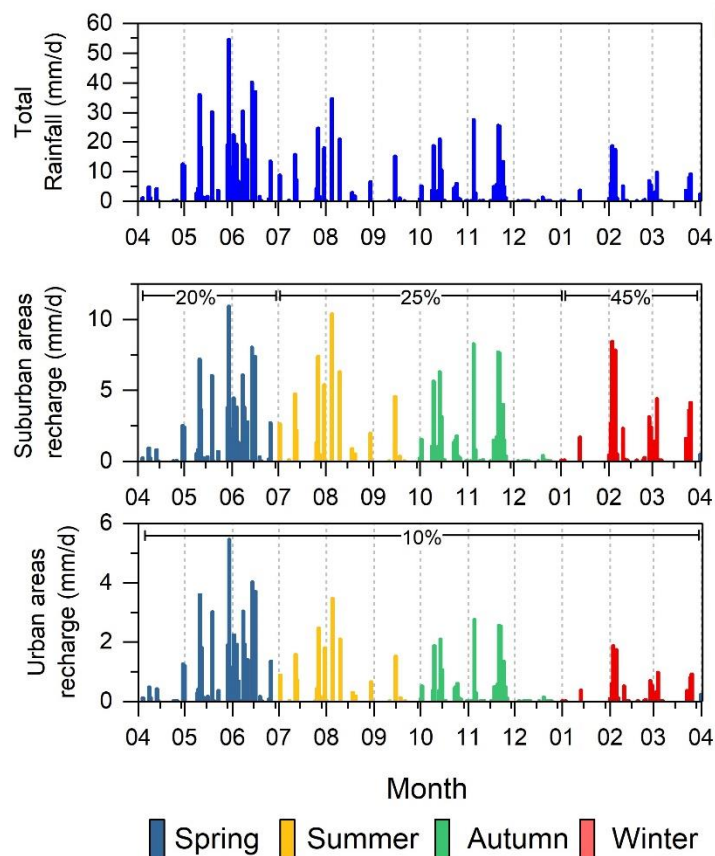 Total
Rainfall (mm/d)
60
50
40
30
20
10
0
04 05 06 07 08 09 10 11 12 01 02 03 04
Suburban areas
recharge (mm/d)
10
5
0
20% 25% 45%
04 05 06 07 08 09 10 11 12 01 02 03 04
Urban areas
recharge (mm/d)
6
4
2
0
10%
04 05 06 07 08 09 10 11 12 01 02 03 04
Month
Spring Summer Autumn Winter